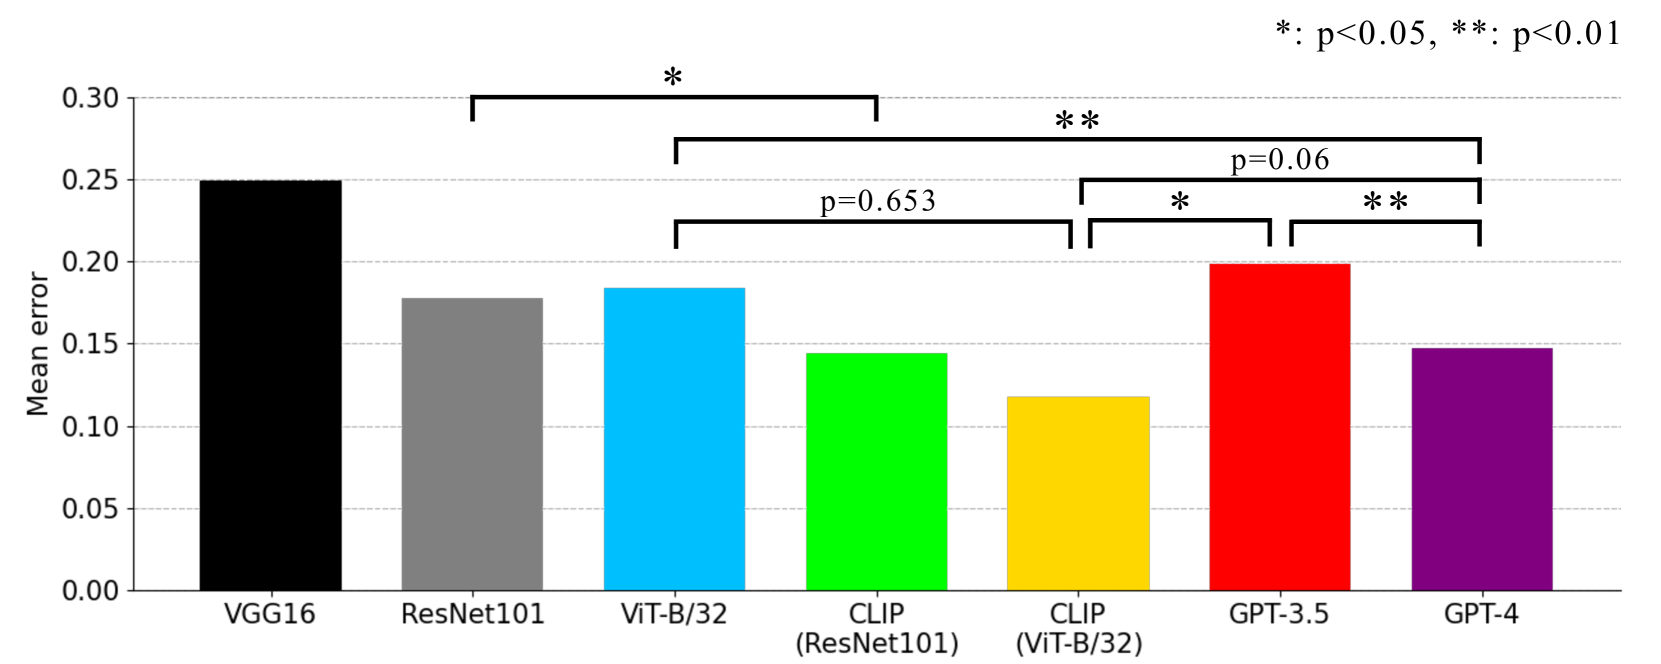 *: p<0.05, **: p<0.01
*
**
p=0.06
p=0.653
*
**
0.30
0.25
0.20
0.15
0.10
0.05
0.00
Mean error
VGG16
ResNet101
ViT-B/32
CLIP
(ResNet101)
CLIP
(ViT-B/32)
GPT-3.5
GPT-4